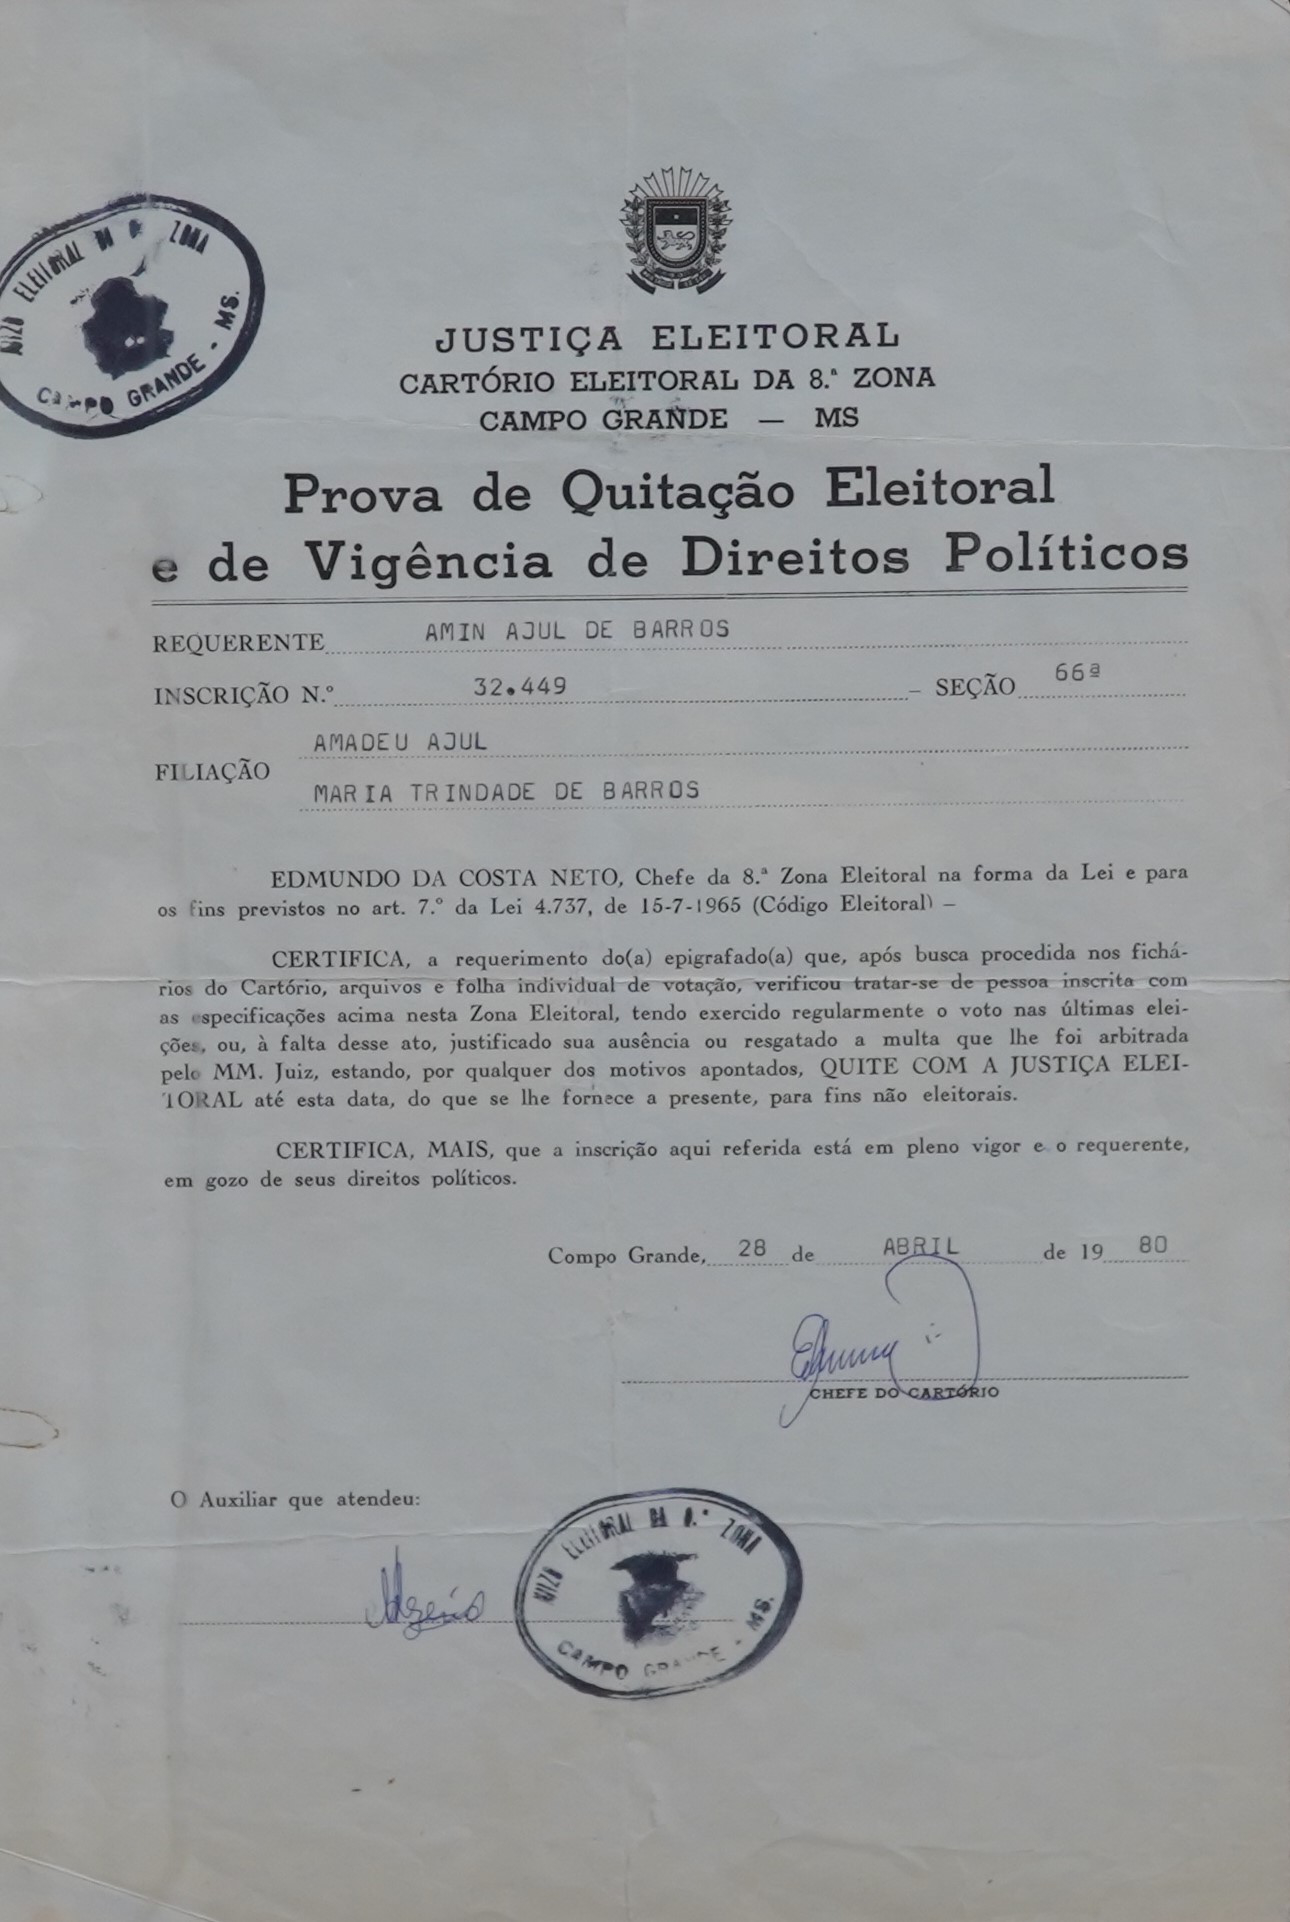 JUIZO ELEITORAL DA 8.ª ZONA
CAMPO GRANDE - MS.
JUSTIÇA ELEITORAL
CARTÓRIO ELEITORAL DA 8.ª ZONA
CAMPO GRANDE — MS
Prova de Quitação Eleitoral
e de Vigência de Direitos Políticos
REQUERENTE AMIN AJUL DE BARROS
INSCRIÇÃO N.º 32.449 – SEÇÃO 66ª
AMADEU AJUL
FILIAÇÃO
MARIA TRINDADE DE BARROS
EDMUNDO DA COSTA NETO, Chefe da 8.ª Zona Eleitoral na forma da Lei e para
os fins previstos no art. 7.º da Lei 4.737, de 15-7-1965 (Código Eleitoral) –
CERTIFICA, a requerimento do(a) epigrafado(a) que, após busca procedida nos fichá-
rios do Cartório, arquivos e folha individual de votação, verificou tratar-se de pessoa inscrita com
as especificações acima nesta Zona Eleitoral, tendo exercido regularmente o voto nas últimas elei-
ções, ou, à falta desse ato, justificado sua ausência ou resgatado a multa que lhe foi arbitrada
pelo MM. Juiz, estando, por qualquer dos motivos apontados, QUITE COM A JUSTIÇA ELEI-
TORAL até esta data, do que se lhe fornece a presente, para fins não eleitorais.
CERTIFICA, MAIS, que a inscrição aqui referida está em pleno vigor e o requerente,
em gozo de seus direitos políticos.
Compo Grande, 28 de ABRIL de 19 80
CHEFE DO CARTÓRIO
O Auxiliar que atendeu:
JUIZO ELEITORAL DA 8.ª ZONA
CAMPO GRANDE - MS.